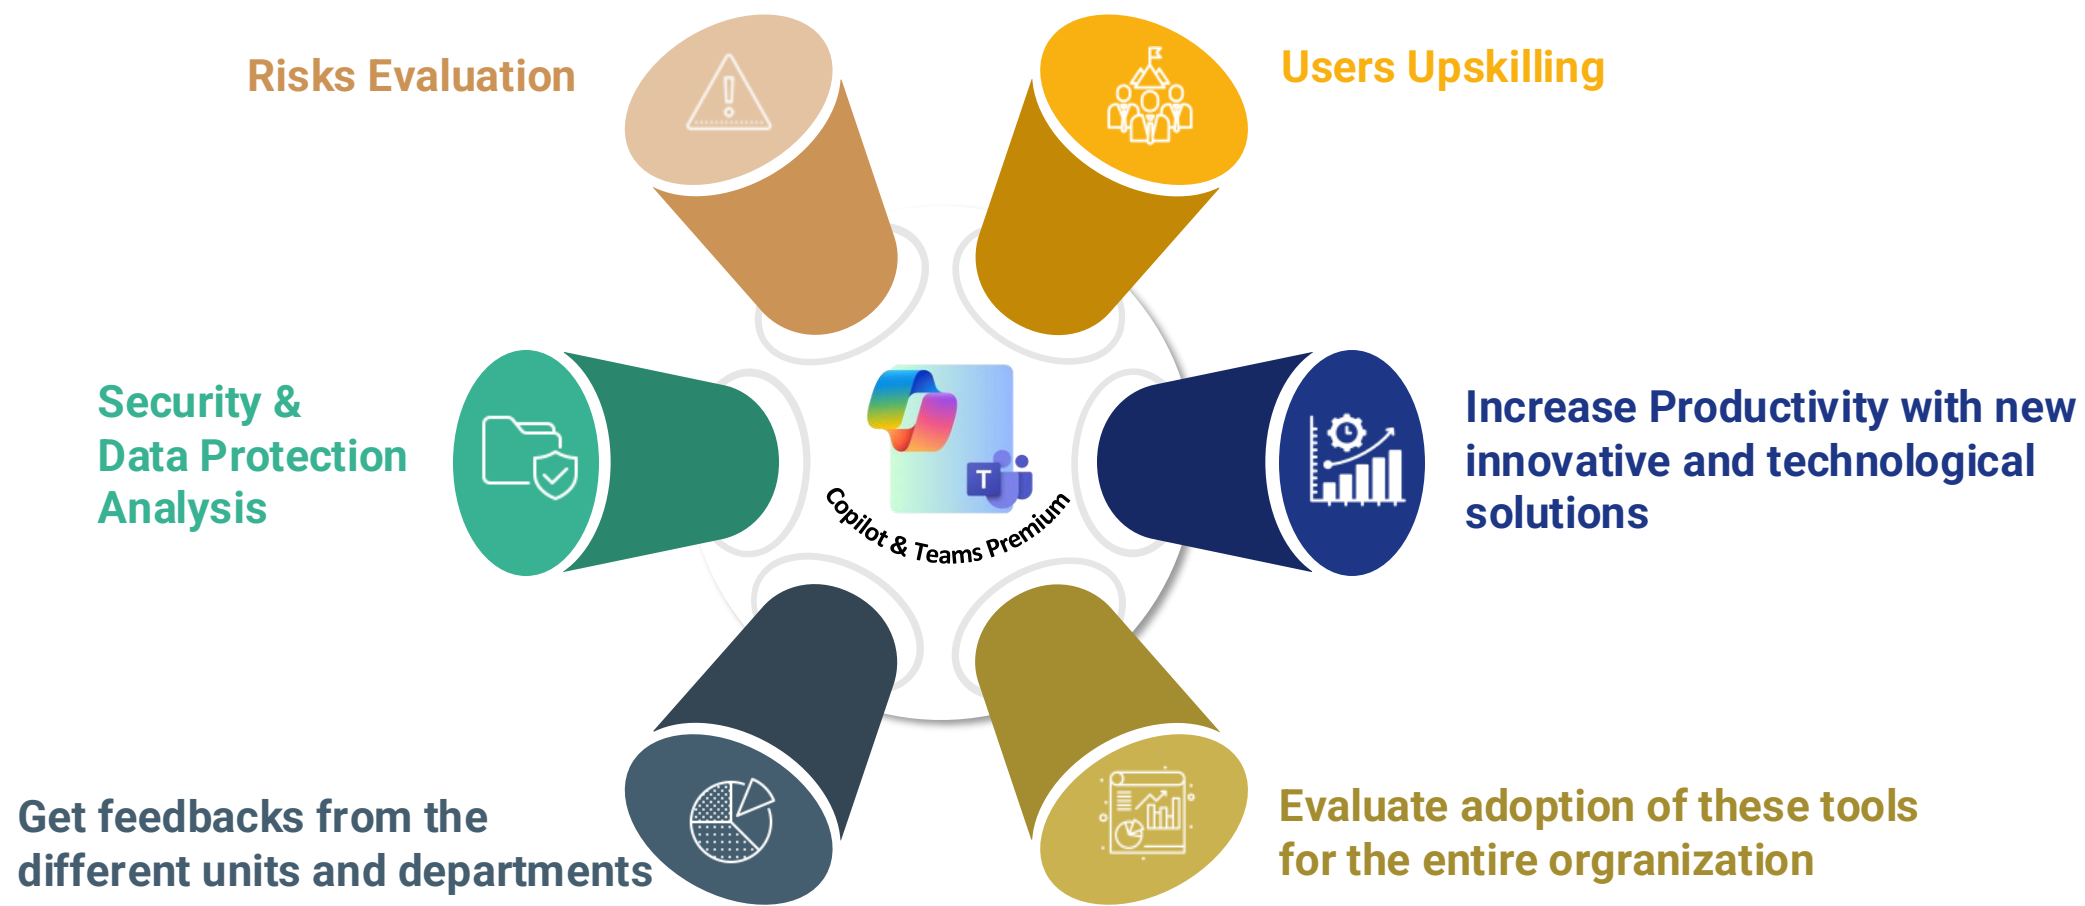 Risks Evaluation
Users Upskilling
Security &
Data Protection
Analysis
Increase Productivity with new
innovative and technological
solutions
T
Copilot & Teams Premium
Get feedbacks from the
different units and departments
Evaluate adoption of these tools
for the entire orgranization